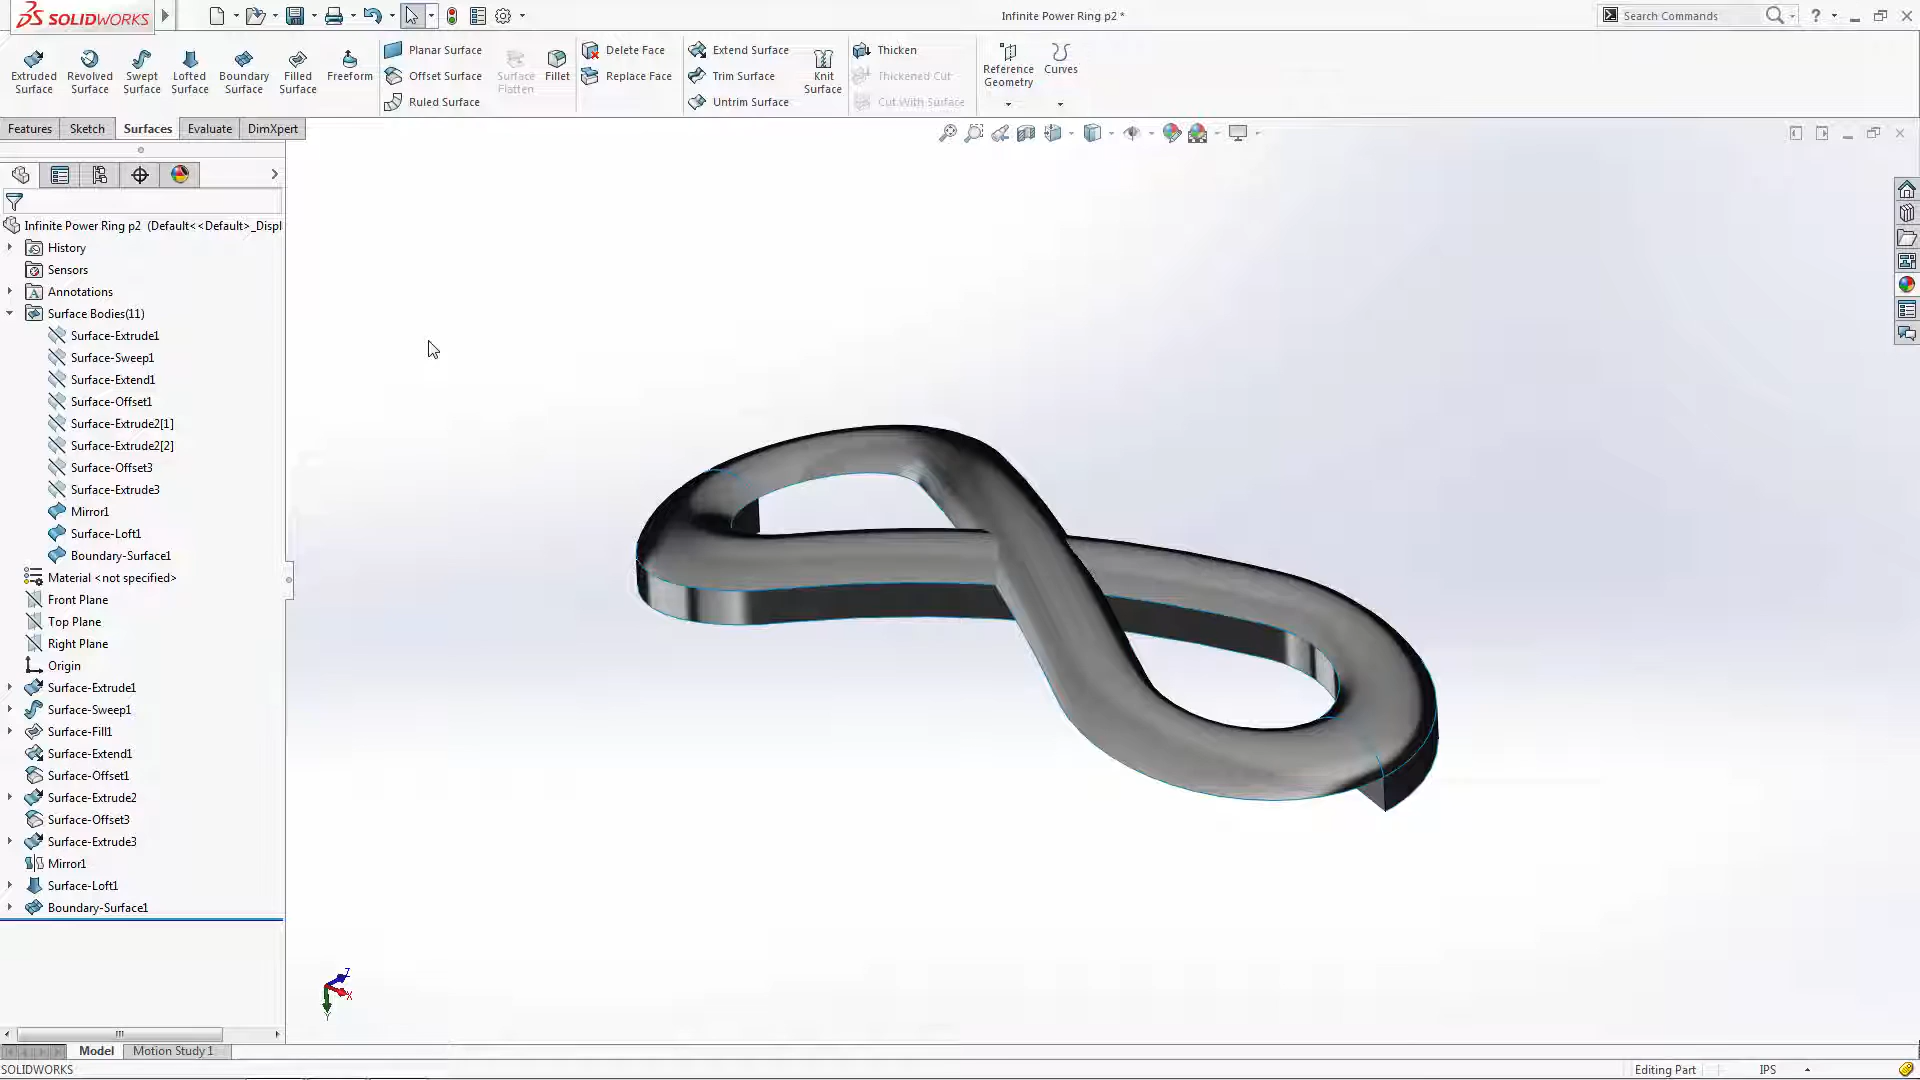 SOLIDWORKS
Infinite Power Ring p2 *
Search Commands
?
Extruded Surface
Revolved Surface
Swept Surface
Lofted Surface
Boundary Surface
Filled Surface
Freeform
Planar Surface
Offset Surface
Ruled Surface
Surface Flatten
Fillet
Delete Face
Replace Face
Extend Surface
Trim Surface
Untrim Surface
Knit Surface
Thicken
Thickened Cut
Cut With Surface
Reference Geometry
Curves
Features
Sketch
Surfaces
Evaluate
DimXpert
Infinite Power Ring p2 (Default<<Default>_Displ
History
Sensors
Annotations
Surface Bodies(11)
Surface-Extrude1
Surface-Sweep1
Surface-Extend1
Surface-Offset1
Surface-Extrude2[1]
Surface-Extrude2[2]
Surface-Offset3
Surface-Extrude3
Mirror1
Surface-Loft1
Boundary-Surface1
Material <not specified>
Front Plane
Top Plane
Right Plane
Origin
Surface-Extrude1
Surface-Sweep1
Surface-Fill1
Surface-Extend1
Surface-Offset1
Surface-Extrude2
Surface-Offset3
Surface-Extrude3
Mirror1
Surface-Loft1
Boundary-Surface1
Z
X
Y
Model
Motion Study 1
SOLIDWORKS
Editing Part
IPS